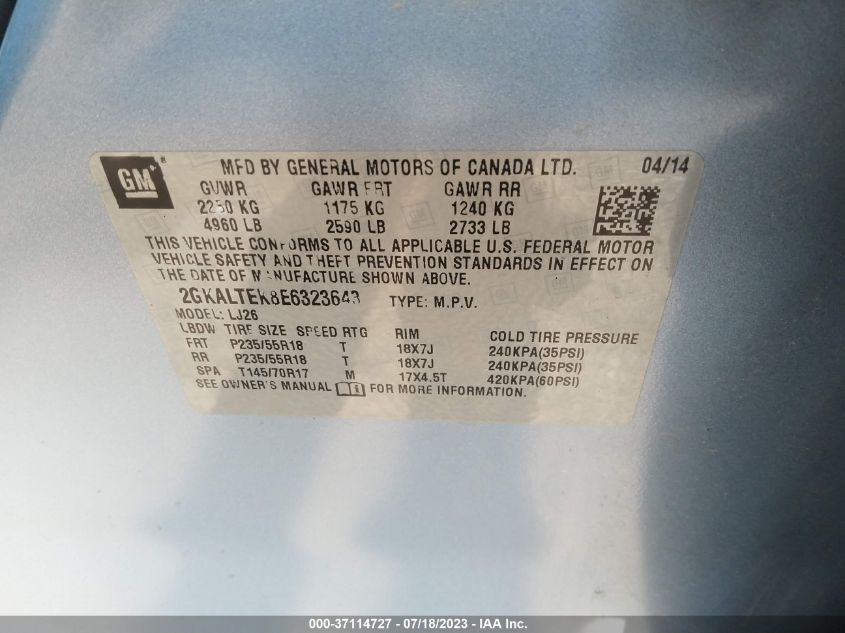 GM
MFD BY GENERAL MOTORS OF CANADA LTD. 04/14
GVWR GAWR FRT GAWR RR
2250 KG 1175 KG 1240 KG
4960 LB 2590 LB 2733 LB
THIS VEHICLE CONFORMS TO ALL APPLICABLE U.S. FEDERAL MOTOR
VEHICLE SAFETY AND THEFT PREVENTION STANDARDS IN EFFECT ON
THE DATE OF MANUFACTURE SHOWN ABOVE.
2GKALTEK8E6323643 TYPE: M.P.V.
MODEL: LJ26
LBDW TIRE SIZE SPEED RTG RIM COLD TIRE PRESSURE
FRT P235/55R18 T 18X7J 240KPA(35PSI)
RR P235/55R18 T 18X7J 240KPA(35PSI)
SPA T145/70R17 M 17X4.5T 420KPA(60PSI)
SEE OWNER'S MANUAL FOR MORE INFORMATION.
000-37114727 - 07/18/2023 - IAA Inc.